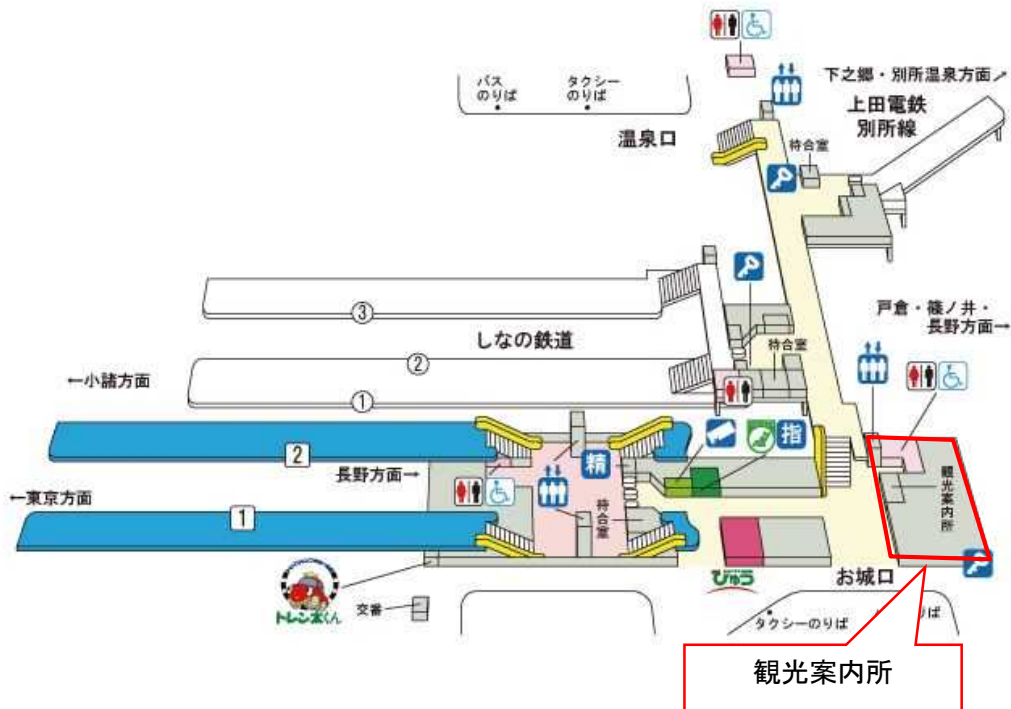 バス
のりば
タクシー
のりば
温泉口
下之郷・別所温泉方面↗
上田電鉄
別所線
待合室
③
しなの鉄道
戸倉・篠ノ井・
長野方面→
②
待合室
←小諸方面
①
2
長野方面→
精
指
←東京方面
1
待合室
観光案内所
びゅう
お城口
トレン太くん
交番
タクシーのりば
りば
観光案内所